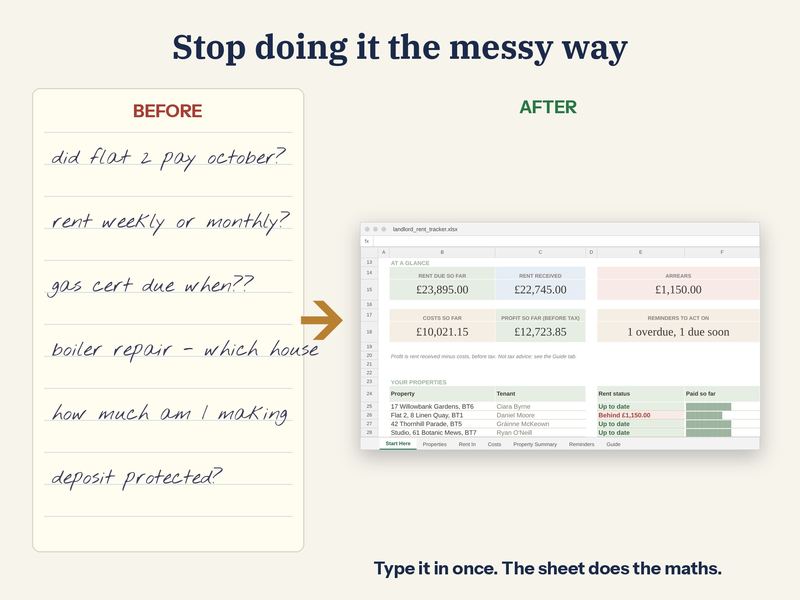 Stop doing it the messy way
BEFORE
did flat 2 pay october?
rent weekly or monthly?
gas cert due when??
boiler repair - which house
how much am I making
deposit protected?
AFTER
landlord_rent_tracker.xlsx
fx
A B C D E F
13 AT A GLANCE
14 RENT DUE SO FAR RENT RECEIVED ARREARS
15 £23,895.00 £22,745.00 £1,150.00
16
17 COSTS SO FAR PROFIT SO FAR (BEFORE TAX) REMINDERS TO ACT ON
18 £10,021.15 £12,723.85 1 overdue, 1 due soon
19
20 Profit is rent received minus costs, before tax. Not tax advice: see the Guide tab.
21
22
23 YOUR PROPERTIES
24 Property Tenant Rent status Paid so far
25 17 Willowbank Gardens, BT6 Ciara Byrne Up to date
26 Flat 2, 8 Linen Quay, BT1 Daniel Moore Behind £1,150.00
27 42 Thornhill Parade, BT5 Gráinne McKeown Up to date
28 Studio, 61 Botanic Mews, BT7 Ryan O'Neill Up to date
Start Here Properties Rent In Costs Property Summary Reminders Guide
Type it in once. The sheet does the maths.